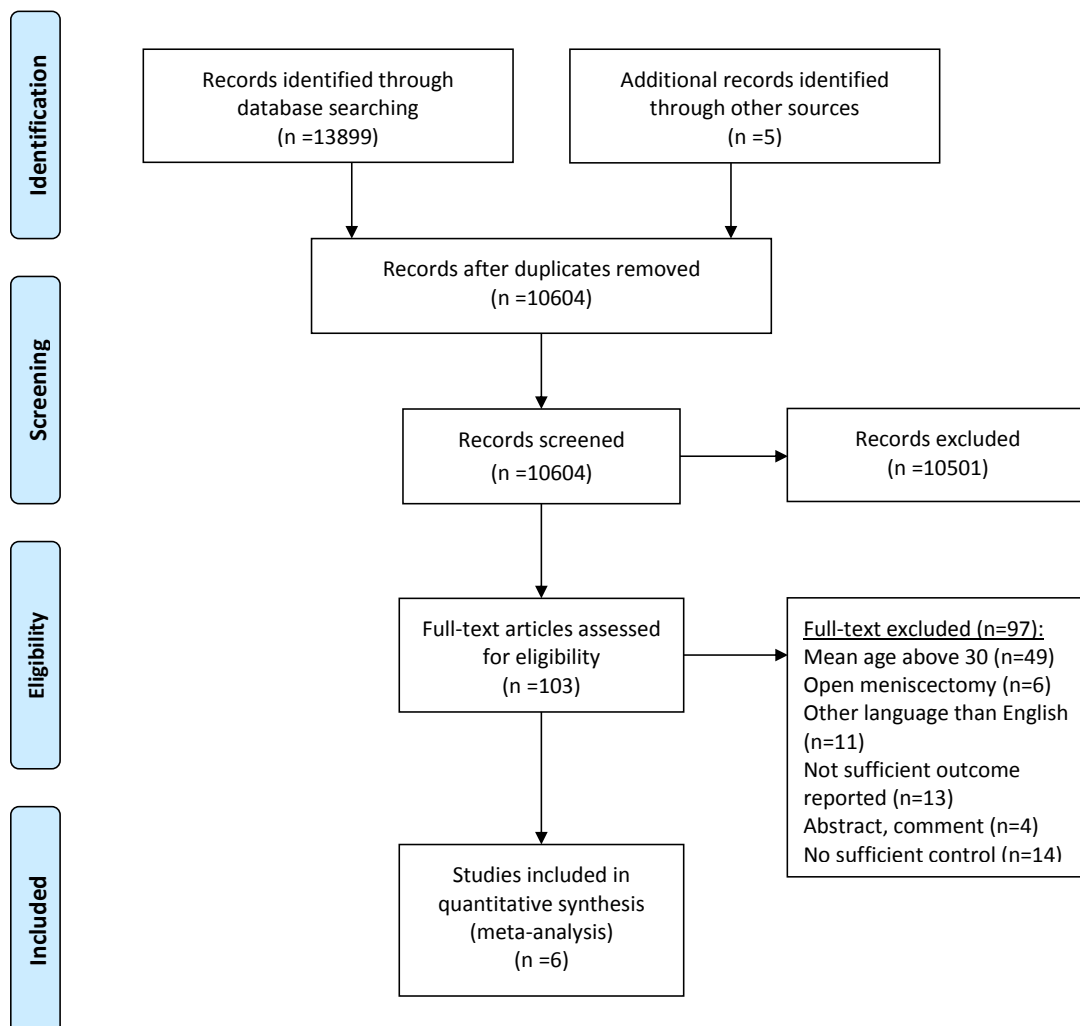 Identification
Records identified through
database searching
(n =13899)
Additional records identified
through other sources
(n =5)
Records after duplicates removed
(n =10604)
Screening
Records screened
(n =10604)
Records excluded
(n =10501)
Eligibility
Full-text articles assessed
for eligibility
(n =103)
Full-text excluded (n=97):
Mean age above 30 (n=49)
Open meniscectomy (n=6)
Other language than English
(n=11)
Not sufficient outcome
reported (n=13)
Abstract, comment (n=4)
No sufficient control (n=14)
Included
Studies included in
quantitative synthesis
(meta-analysis)
(n =6)